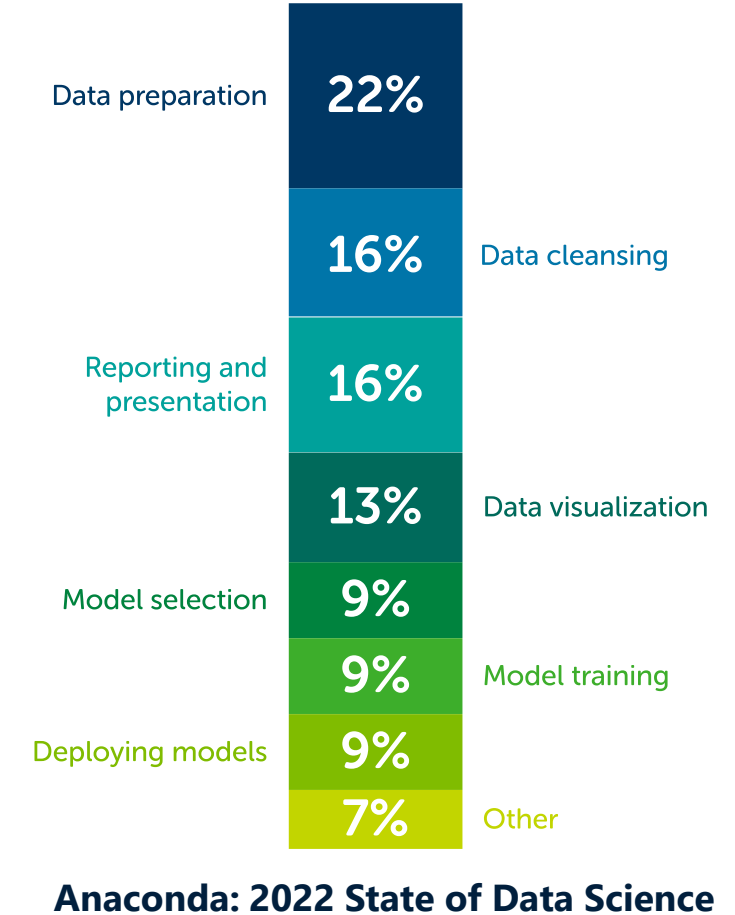 Data preparation
22%
16%
Data cleansing
Reporting and
presentation
16%
13%
Data visualization
Model selection
9%
9%
Model training
Deploying models
9%
7%
Other
Anaconda: 2022 State of Data Science